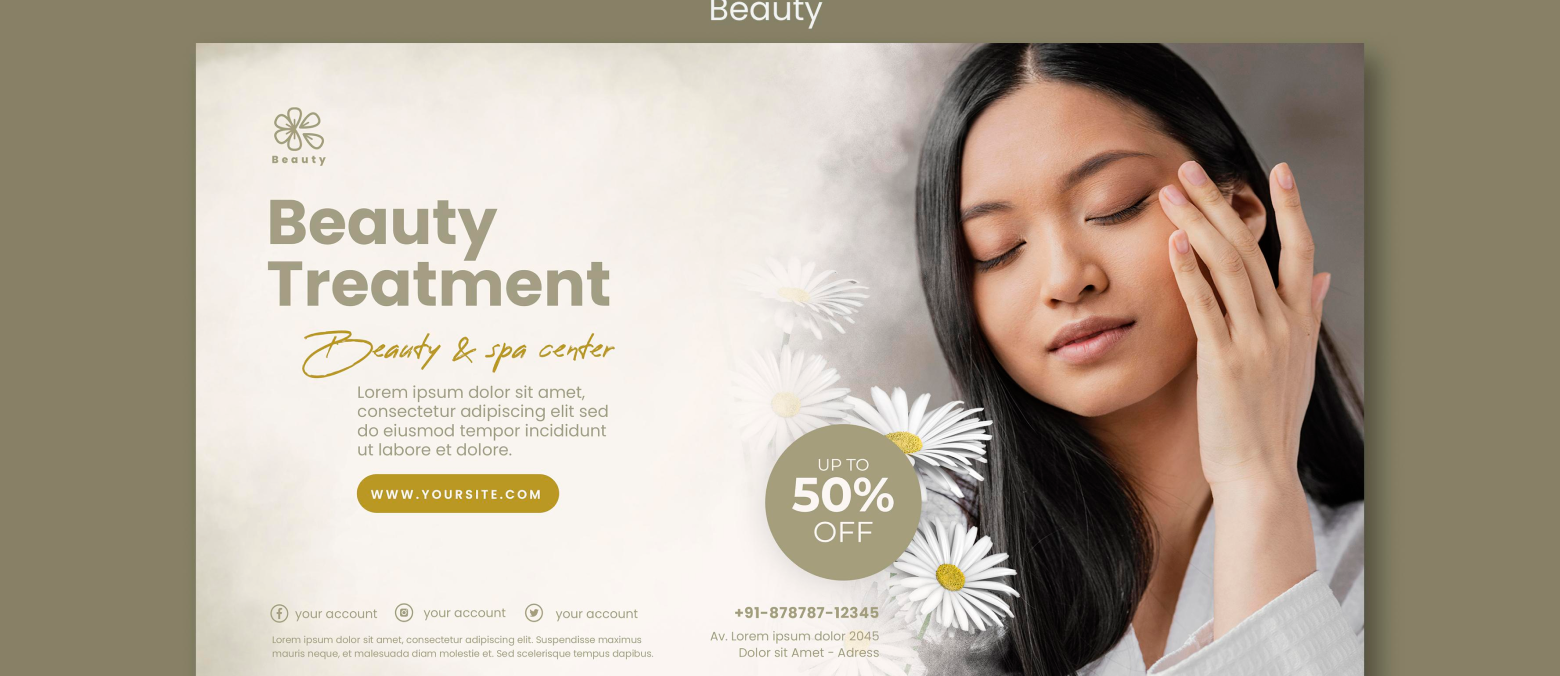 Beauty
Beauty
Beauty
Treatment
Beauty & spa center
Lorem ipsum dolor sit amet,
consectetur adipiscing elit sed
do eiusmod tempor incididunt
ut labore et dolore.
WWW.YOURSITE.COM
UP TO
50%
OFF
your account
your account
your account
Lorem ipsum dolor sit amet, consectetur adipiscing elit. Suspendisse maximus
mauris neque, et malesuada diam molestie et. Sed scelerisque tempus dapibus.
+91-878787-12345
Av. Lorem ipsum dolor 2045
Dolor sit Amet - Adress